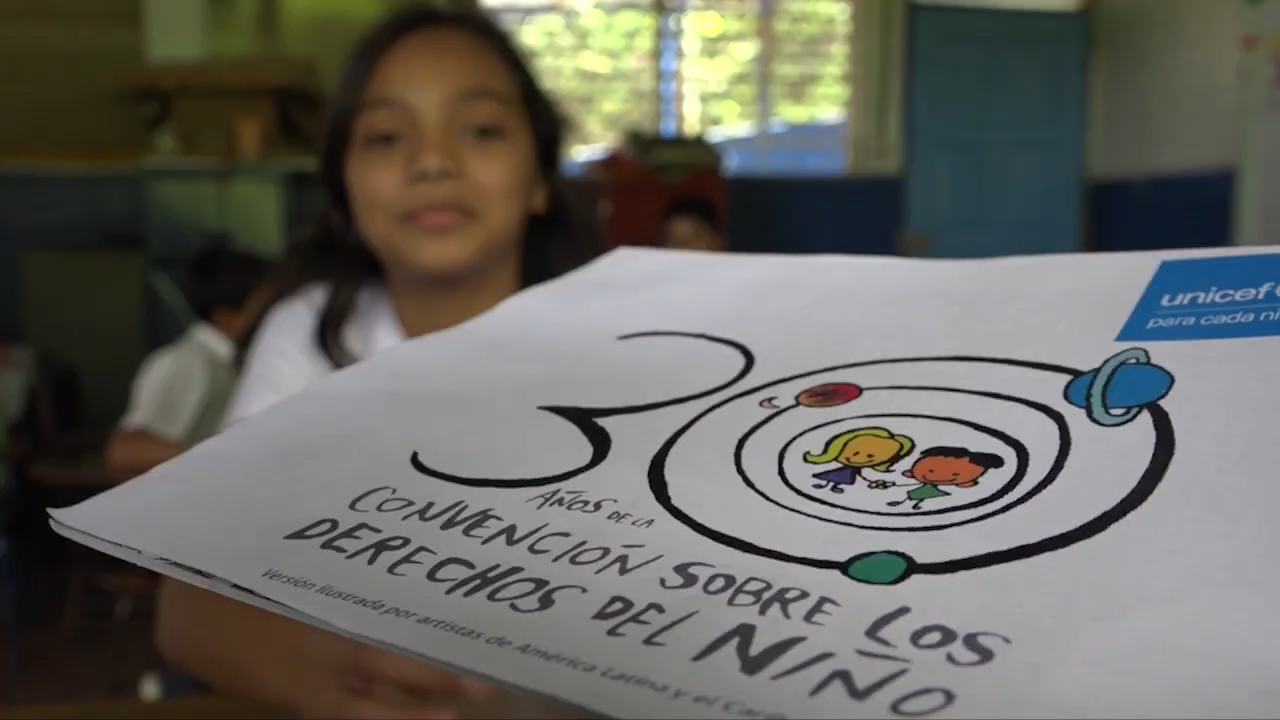 unicef
para cada
30
AÑOS DE LA
CONVENCIÓN SOBRE LOS
DERECHOS DEL NIÑO
Versión ilustrada por artistas de América Latina y el